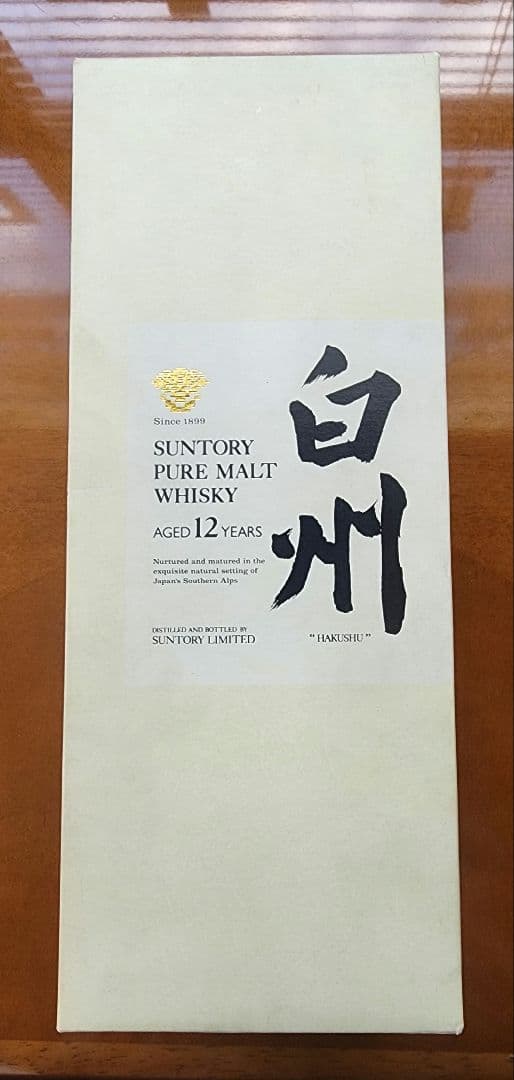 Since 1899
SUNTORY
PURE MALT
WHISKY
AGED 12 YEARS
Nurtured and matured in the
exquisite natural setting of
Japan's Southern Alps
DISTILLED AND BOTTLED BY
SUNTORY LIMITED
白州
"HAKUSHU"